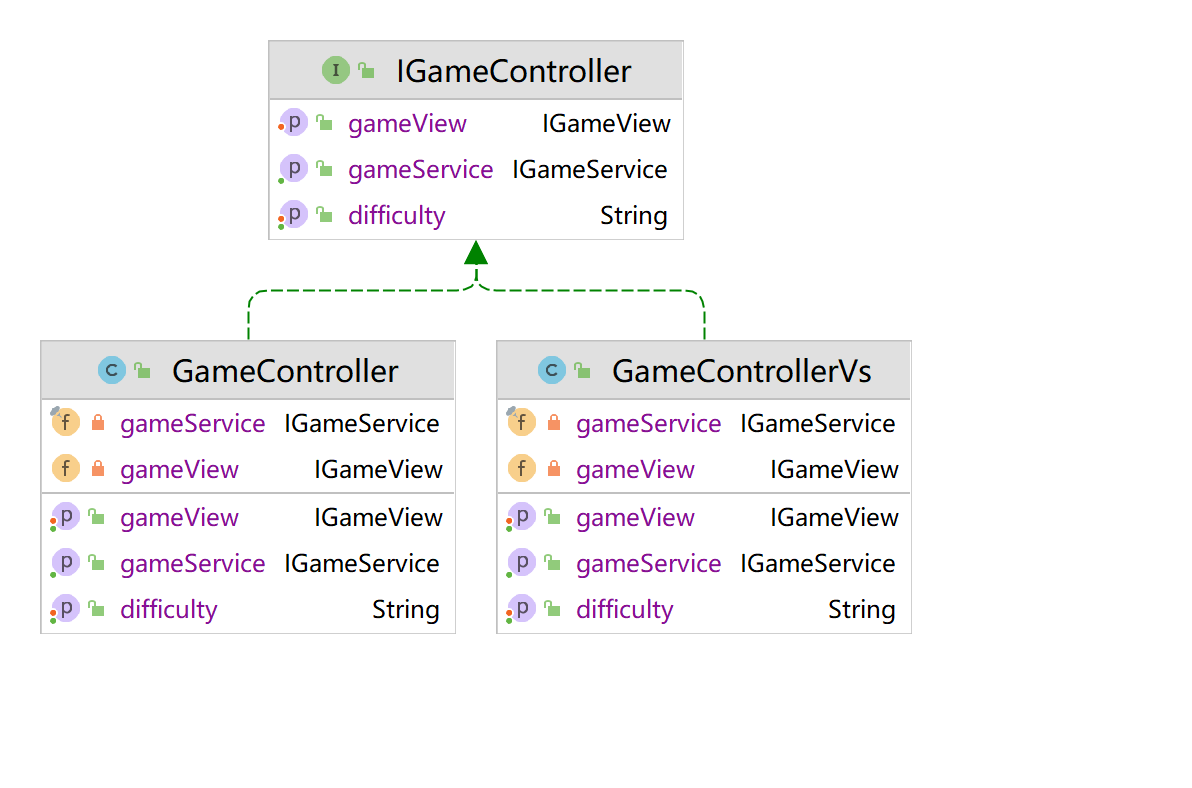 I IGameController
p gameView IGameView
p gameService IGameService
p difficulty String
C GameController
f gameService IGameService
f gameView IGameView
p gameView IGameView
p gameService IGameService
p difficulty String
C GameControllerVs
f gameService IGameService
f gameView IGameView
p gameView IGameView
p gameService IGameService
p difficulty String